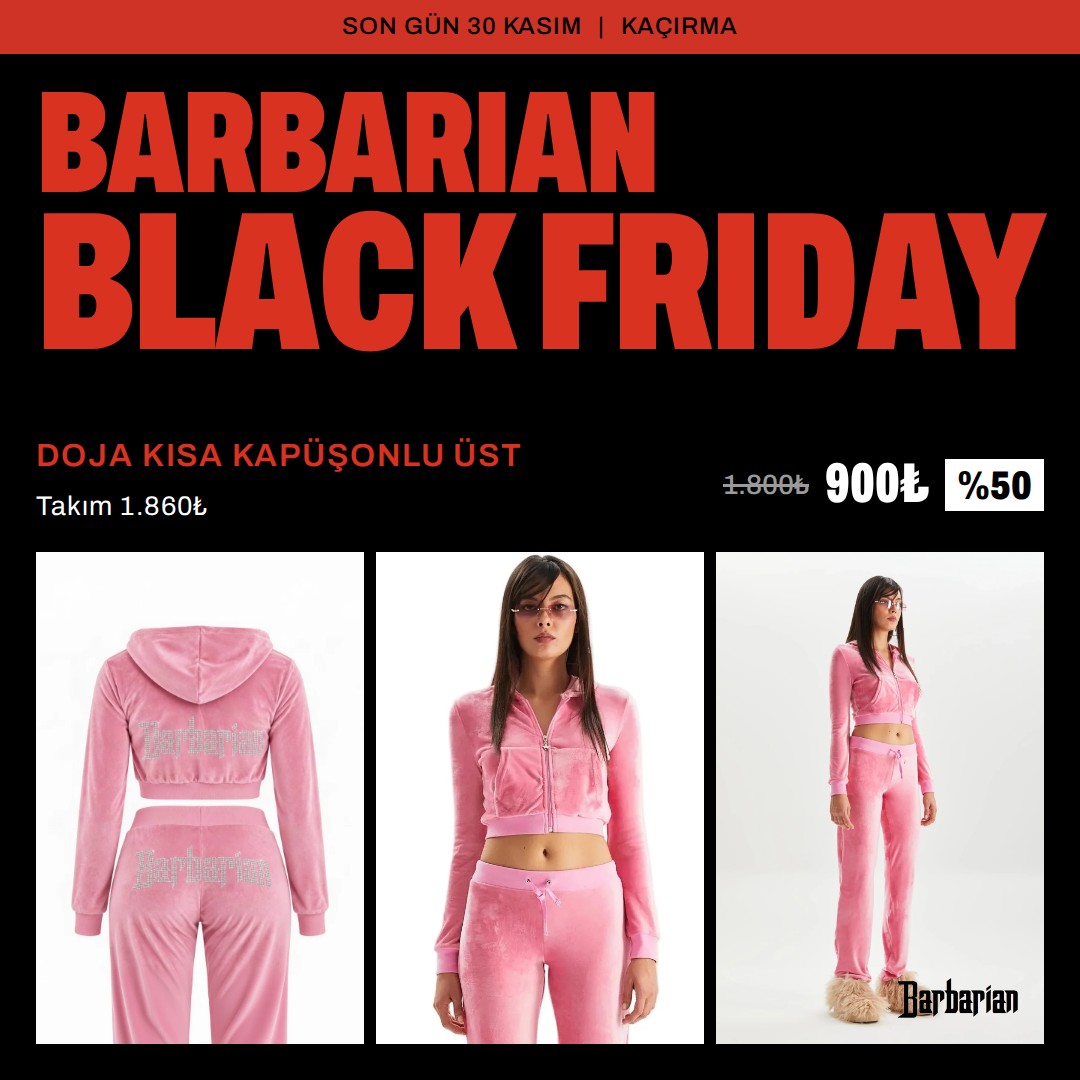 SON GÜN 30 KASIM | KAÇIRMA
BARBARIAN
BLACK FRIDAY
DOJA KISA KAPÜŞONLU ÜST
Takım 1.860₺
1.800₺ 900₺ %50
Barbarian
Barbarian
Barbarian